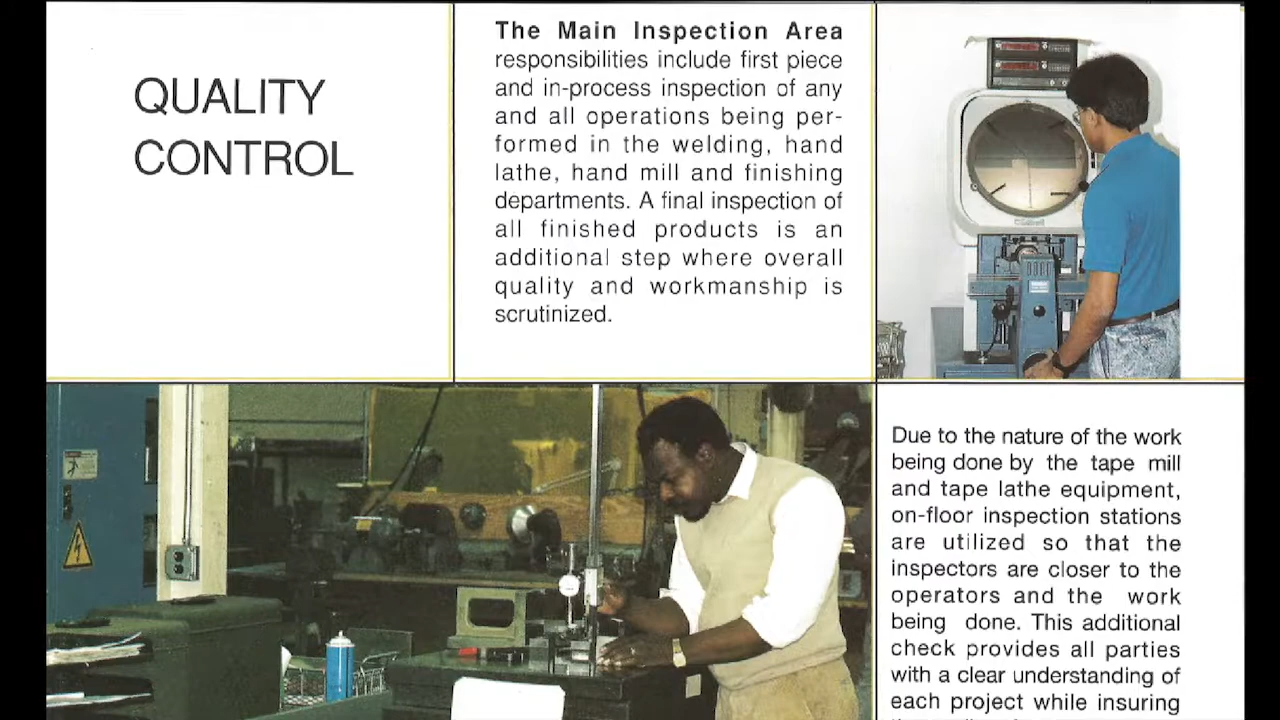 QUALITY
CONTROL
The Main Inspection Area
responsibilities include first piece
and in-process inspection of any
and all operations being per-
formed in the welding, hand
lathe, hand mill and finishing
departments. A final inspection of
all finished products is an
additional step where overall
quality and workmanship is
scrutinized.
Due to the nature of the work
being done by the tape mill
and tape lathe equipment,
on-floor inspection stations
are utilized so that the
inspectors are closer to the
operators and the work
being done. This additional
check provides all parties
with a clear understanding of
each project while insuring